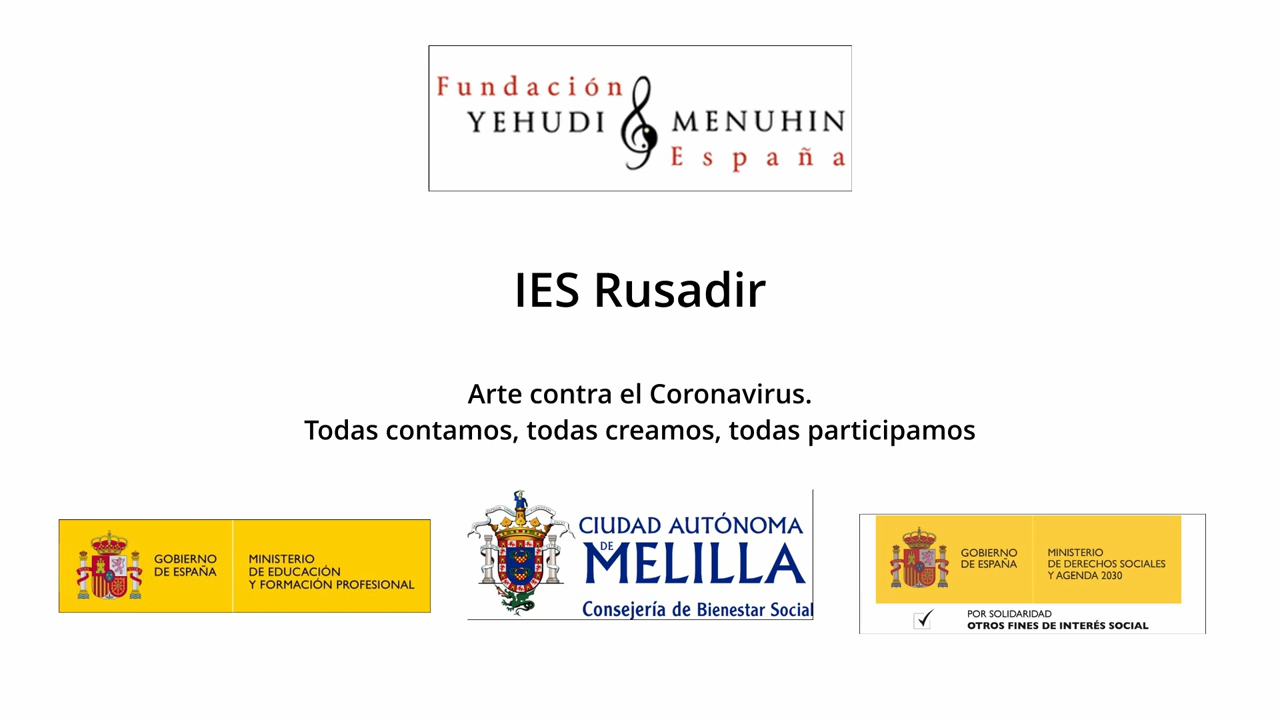 Fundación
YEHUDI MENUHIN
España
IES Rusadir
Arte contra el Coronavirus.
Todas contamos, todas creamos, todas participamos
GOBIERNO
DE ESPAÑA
MINISTERIO
DE EDUCACIÓN
Y FORMACIÓN PROFESIONAL
CIUDAD AUTÓNOMA
DE MELILLA
Consejería de Bienestar Social
GOBIERNO
DE ESPAÑA
MINISTERIO
DE DERECHOS SOCIALES
Y AGENDA 2030
POR SOLIDARIDAD
OTROS FINES DE INTERÉS SOCIAL